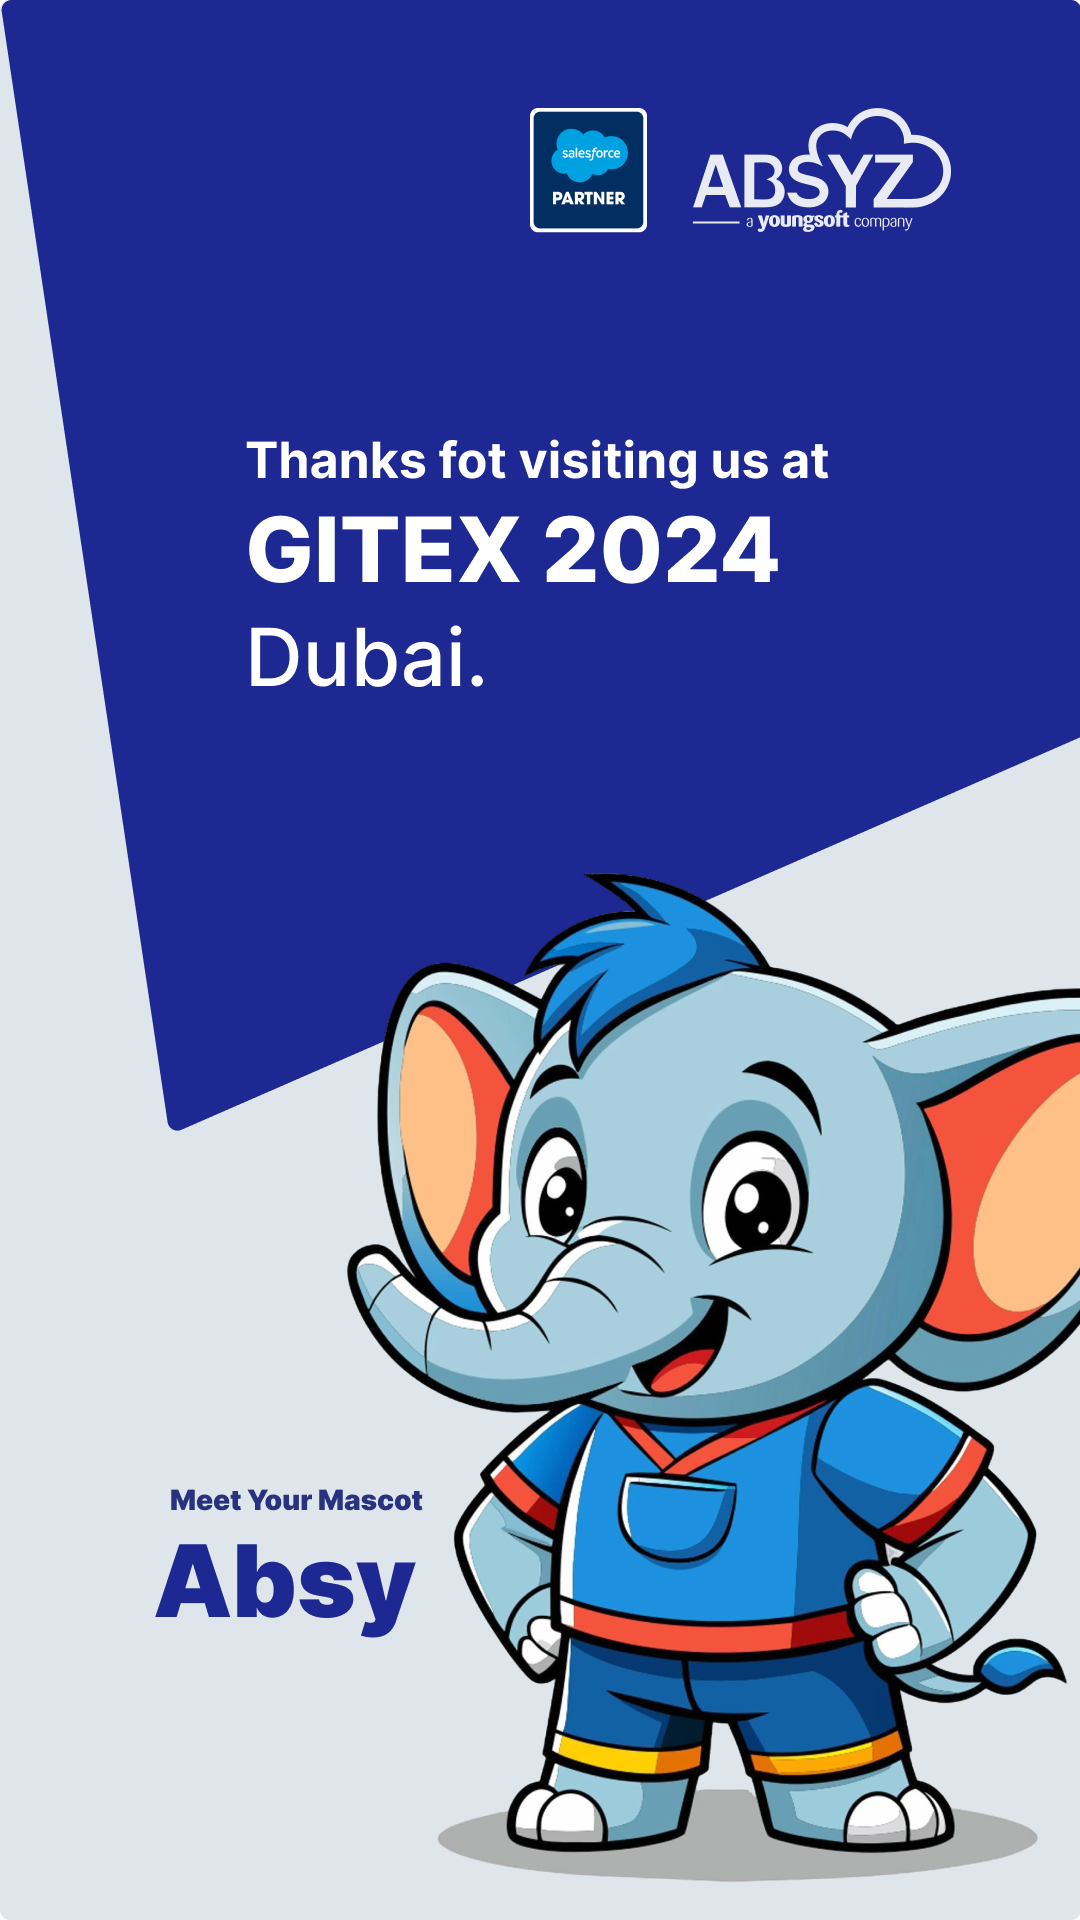 salesforce
PARTNER
ABSYZ
a youngsoft company
Thanks fot visiting us at
GITEX 2024
Dubai.
Meet Your Mascot
Absy